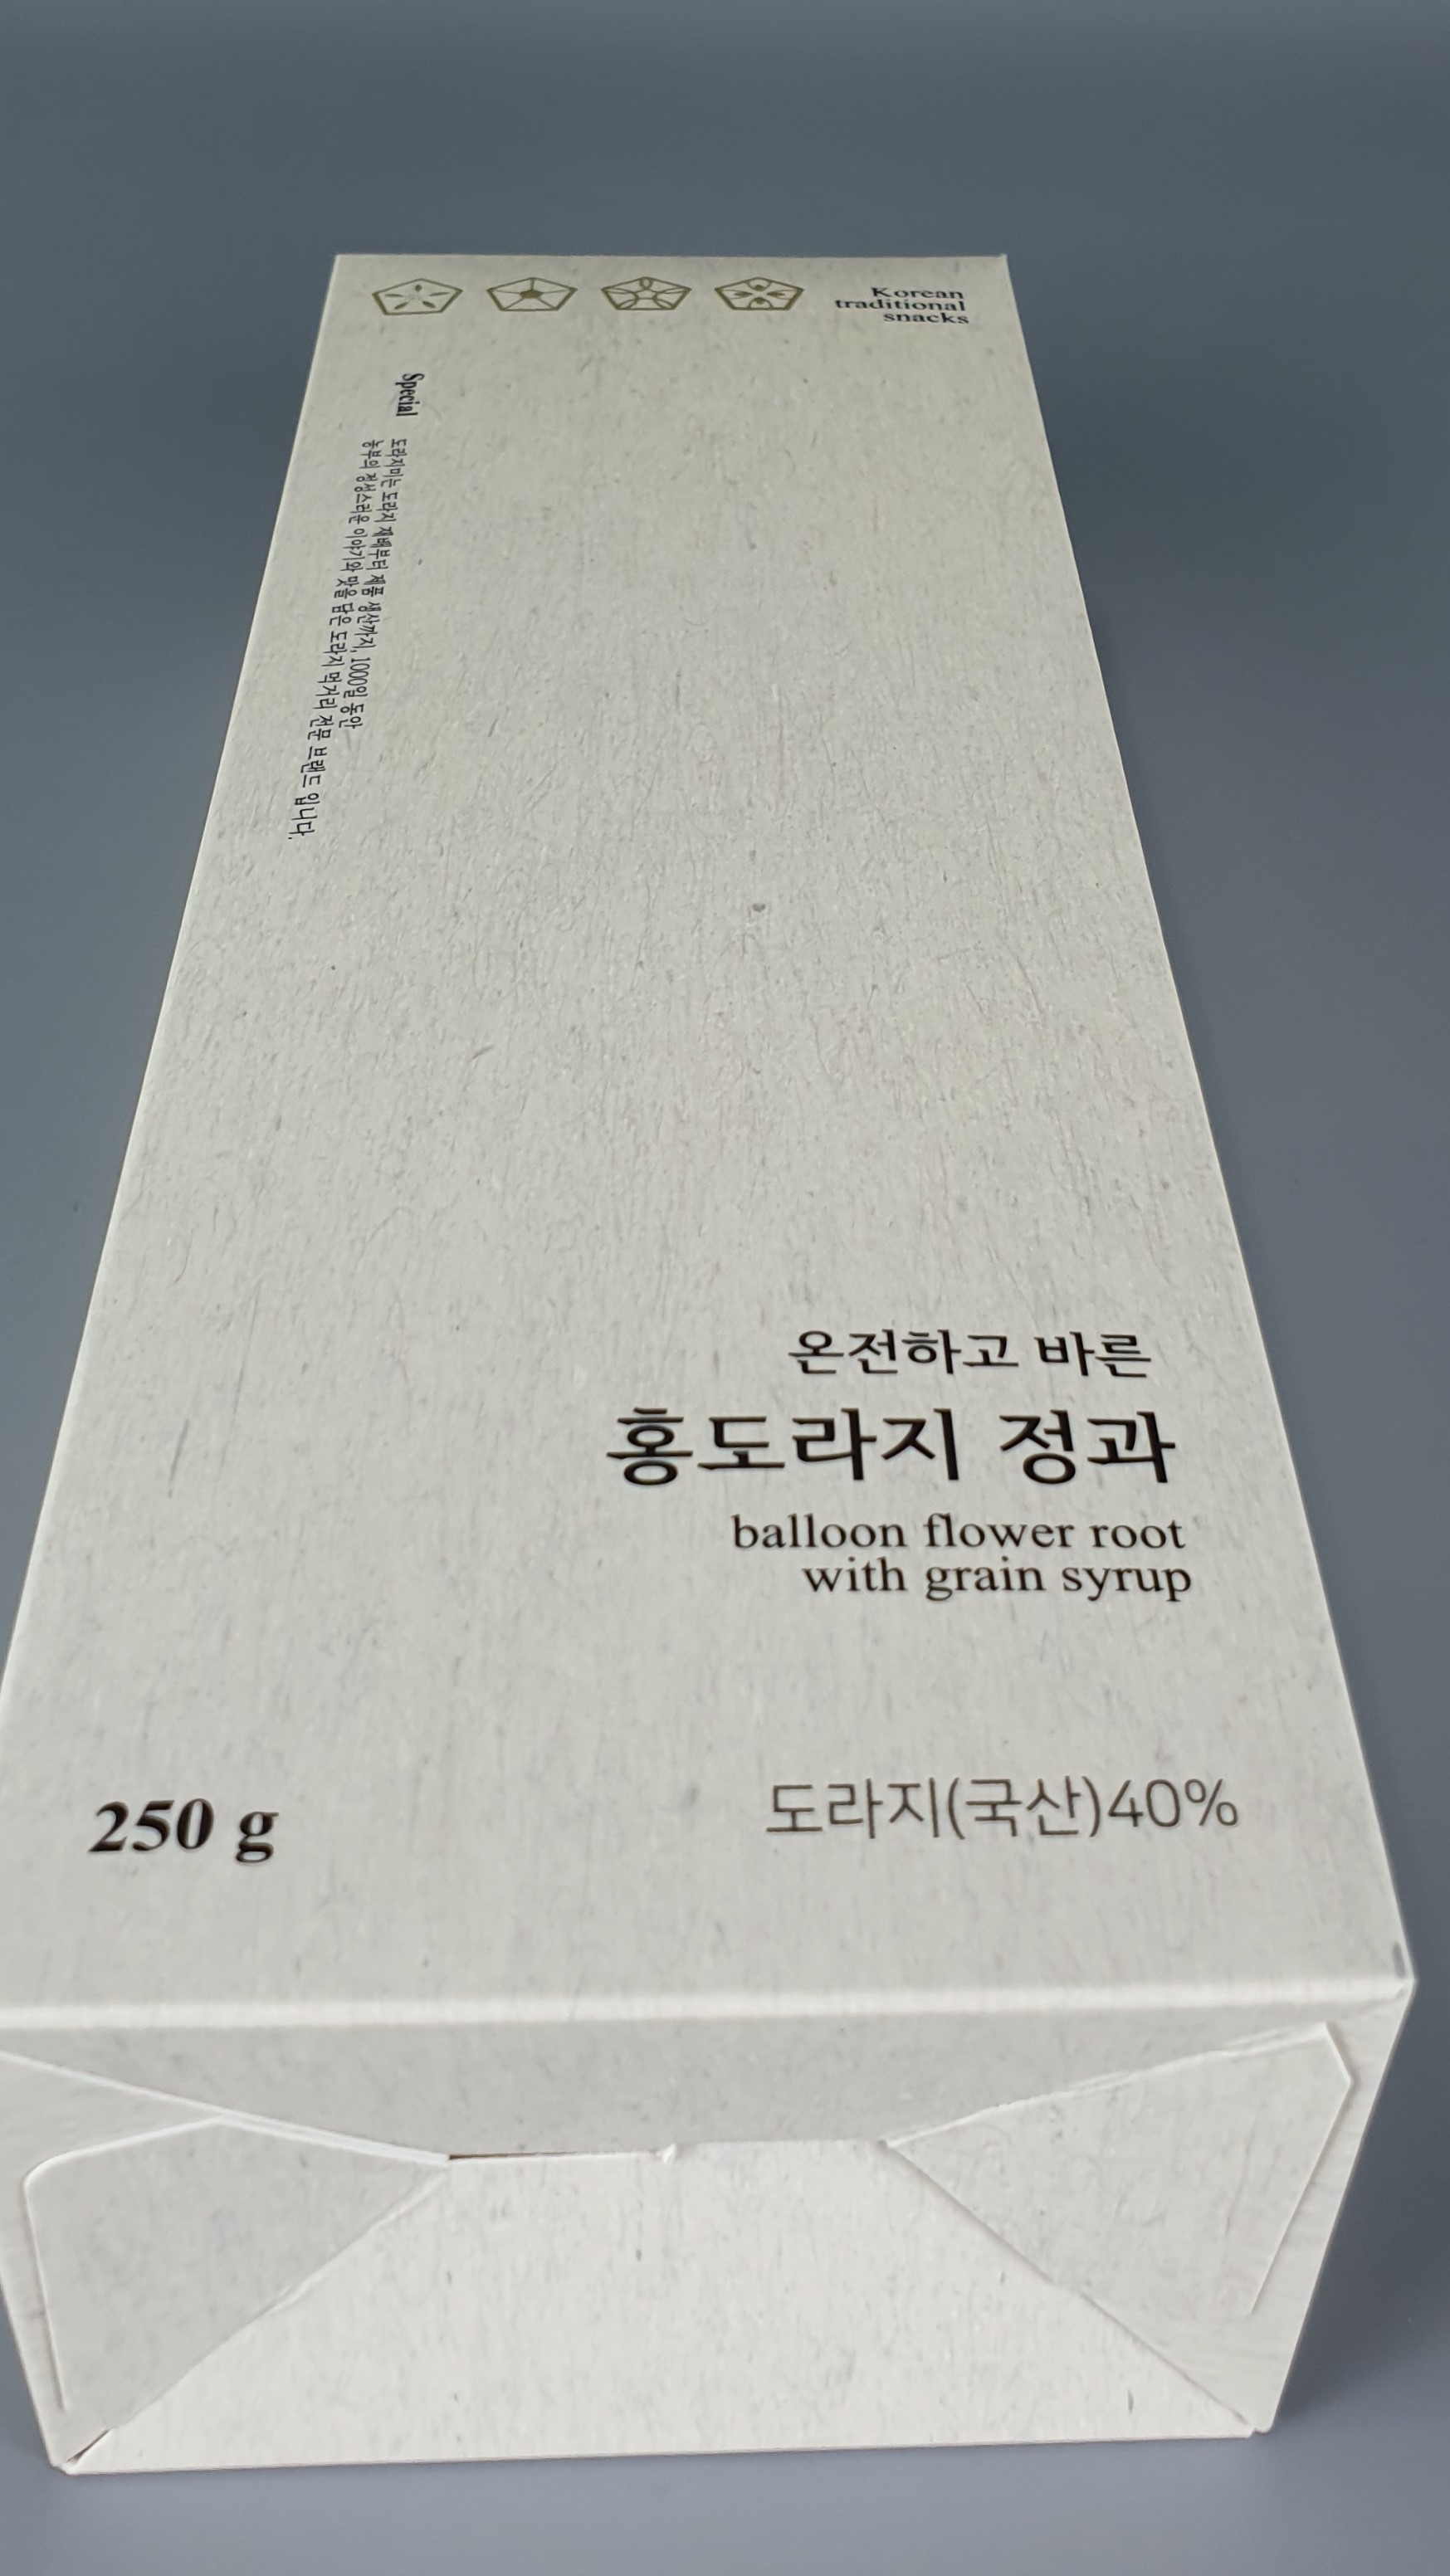 Korean
traditional
snacks
Special
도라지미는 도라지 재배부터 제품 생산까지, 1000일 동안
농부의 정성스러운 이야기와 맛을 담은 도라지 먹거리 전문 브랜드 입니다.
온전하고 바른
홍도라지 정과
balloon flower root
with grain syrup
250 g
도라지(국산)40%